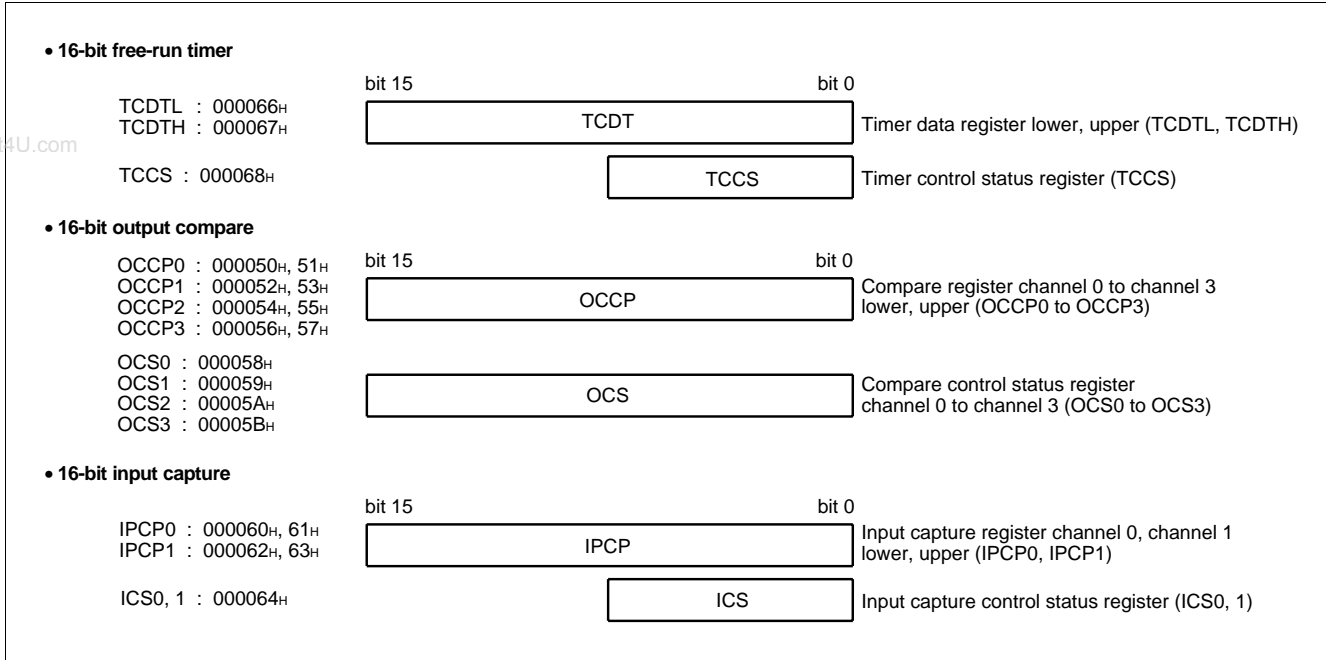 • 16-bit free-run timer
bit 15 bit 0
TCDTL : 000066H
TCDTH : 000067H
TCDT
Timer data register lower, upper (TCDTL, TCDTH)
t4U.com
TCCS : 000068H
TCCS
Timer control status register (TCCS)
• 16-bit output compare
bit 15 bit 0
OCCP0 : 000050H, 51H
OCCP1 : 000052H, 53H
OCCP2 : 000054H, 55H
OCCP3 : 000056H, 57H
OCCP
Compare register channel 0 to channel 3
lower, upper (OCCP0 to OCCP3)
OCS0 : 000058H
OCS1 : 000059H
OCS2 : 00005AH
OCS3 : 00005BH
OCS
Compare control status register
channel 0 to channel 3 (OCS0 to OCS3)
• 16-bit input capture
bit 15 bit 0
IPCP0 : 000060H, 61H
IPCP1 : 000062H, 63H
IPCP
Input capture register channel 0, channel 1
lower, upper (IPCP0, IPCP1)
ICS0, 1 : 000064H
ICS
Input capture control status register (ICS0, 1)